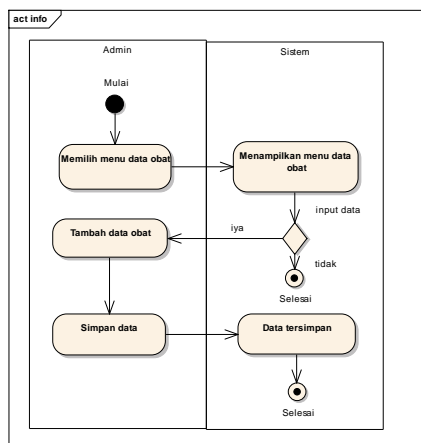 act info
Admin
Sistem
Mulai
Memilih menu data obat
Menampilkan menu data
obat
input data
iya
Tambah data obat
tidak
Selesai
Simpan data
Data tersimpan
Selesai